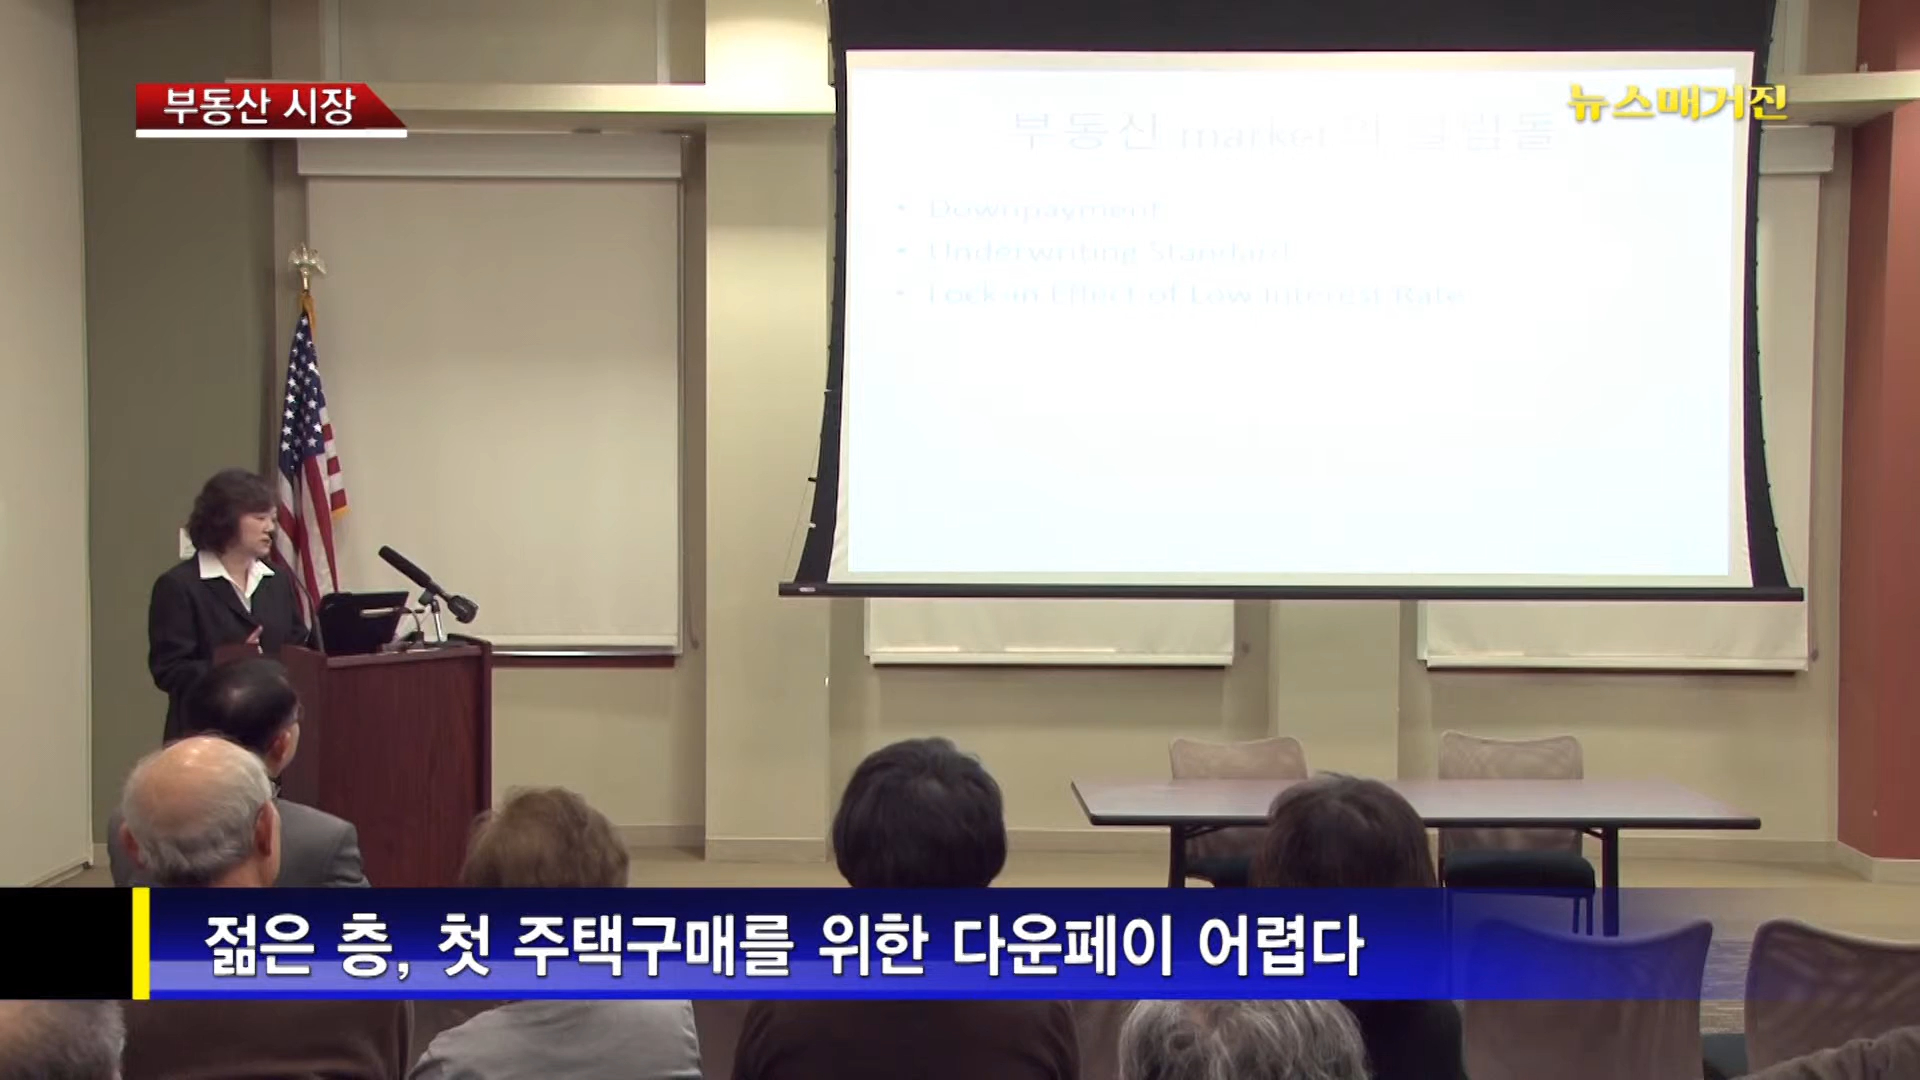 부동산 시장
뉴스매거진
부동산 market의 걸림돌
• Downpayment
• Underwriting Standard
• Lock-in Effect of Low Interest Rate
젊은 층, 첫 주택구매를 위한 다운페이 어렵다